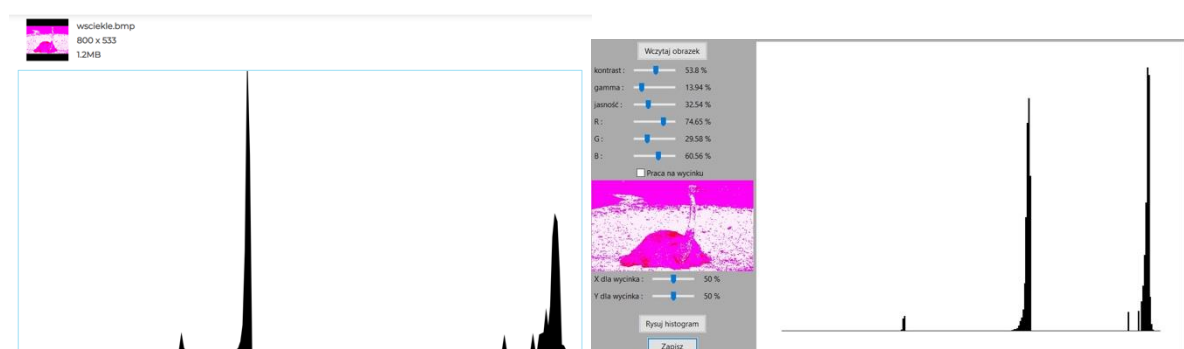 wsciekle.bmp
800 x 533
1.2MB
Wczytaj obrazek
kontrast : 53.8 %
gamma : 13.94 %
jasność : 32.54 %
R : 74.65 %
G : 29.58 %
B : 60.56 %
Praca na wycinku
X dla wycinka : 50 %
Y dla wycinka : 50 %
Rysuj histogram
Zapisz